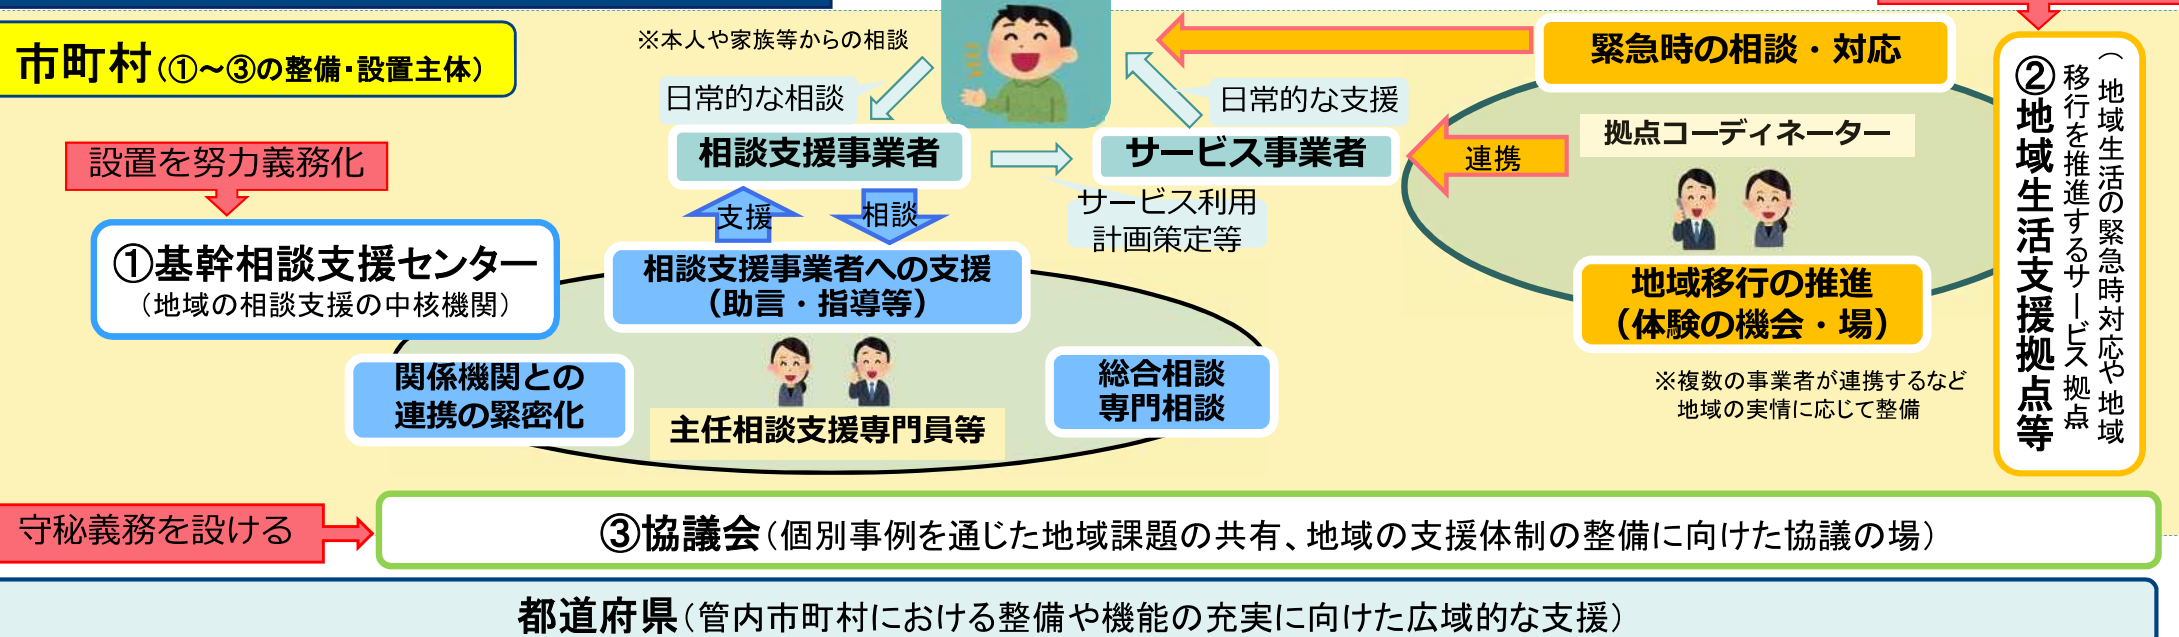 市町村(①～③の整備・設置主体)
※本人や家族等からの相談
日常的な相談
日常的な支援
緊急時の相談・対応
相談支援事業者
サービス事業者
連携
拠点コーディネーター
設置を努力義務化
支援
相談
サービス利用
計画策定等
①基幹相談支援センター
(地域の相談支援の中核機関)
相談支援事業者への支援
(助言・指導等)
関係機関との
連携の緊密化
主任相談支援専門員等
総合相談
専門相談
地域移行の推進
(体験の機会・場)
※複数の事業者が連携するなど
地域の実情に応じて整備
(地域生活の緊急時対応や地域
移行を推進するサービス拠点
②地域生活支援拠点等
守秘義務を設ける
③協議会(個別事例を通じた地域課題の共有、地域の支援体制の整備に向けた協議の場)
都道府県(管内市町村における整備や機能の充実に向けた広域的な支援)